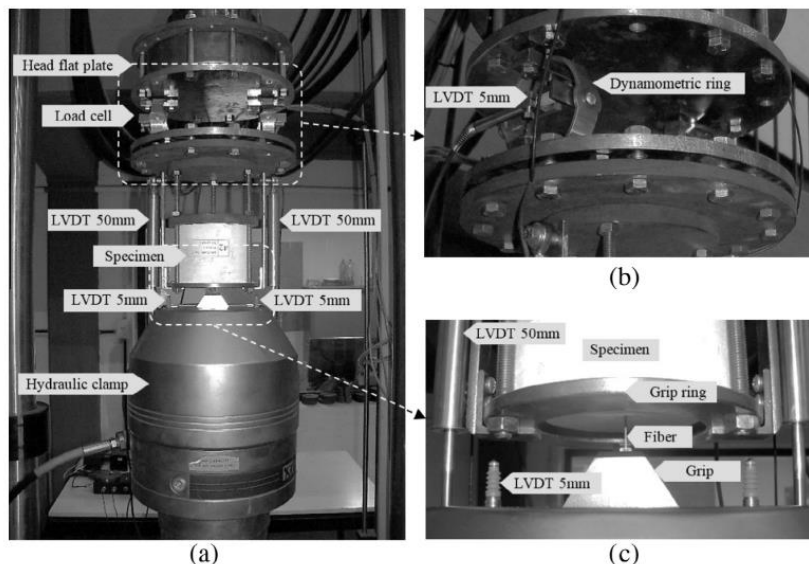 Head flat plate
Load cell
LVDT 50mm
LVDT 50mm
Specimen
LVDT 5mm
LVDT 5mm
Hydraulic clamp
(a)
LVDT 5mm
Dynamometric ring
(b)
LVDT 50mm
Specimen
Grip ring
Fiber
Grip
LVDT 5mm
(c)